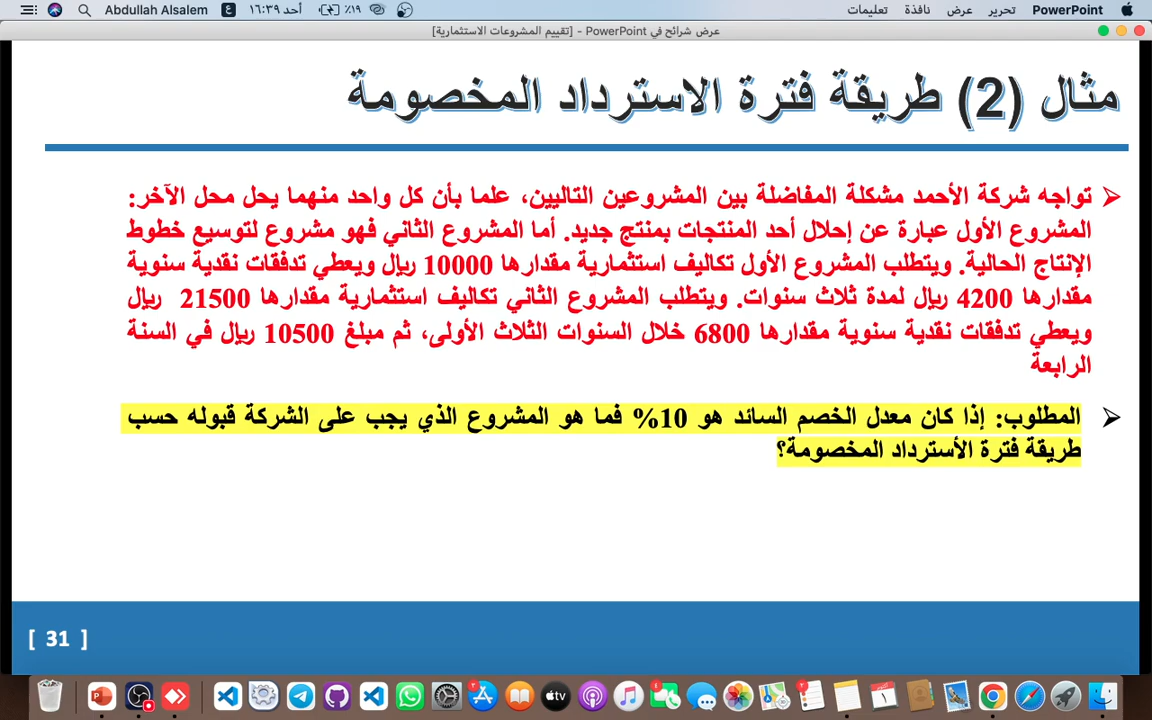 PowerPoint تحرير عرض نافذة تعليمات
أحد ١٦:٣٩ ٪١٩ Abdullah Alsalem
عرض شرائح في PowerPoint - [تقييم المشروعات الاستثمارية]
مثال (2) طريقة فترة الاسترداد المخصومة
تواجه شركة الأحمد مشكلة المفاضلة بين المشروعين التاليين، علما بأن كل واحد منهما يحل محل الآخر:
المشروع الأول عبارة عن إحلال أحد المنتجات بمنتج جديد. أما المشروع الثاني فهو مشروع لتوسيع خطوط
الإنتاج الحالية. ويتطلب المشروع الأول تكاليف استثمارية مقدارها 10000 ريال ويعطي تدفقات نقدية سنوية
مقدارها 4200 ريال لمدة ثلاث سنوات. ويتطلب المشروع الثاني تكاليف استثمارية مقدارها 21500 ريال
ويعطي تدفقات نقدية سنوية مقدارها 6800 خلال السنوات الثلاث الأولى، ثم مبلغ 10500 ريال في السنة
الرابعة
المطلوب: إذا كان معدل الخصم السائد هو 10% فما هو المشروع الذي يجب على الشركة قبوله حسب
طريقة فترة الأسترداد المخصومة؟
[ 31 ]